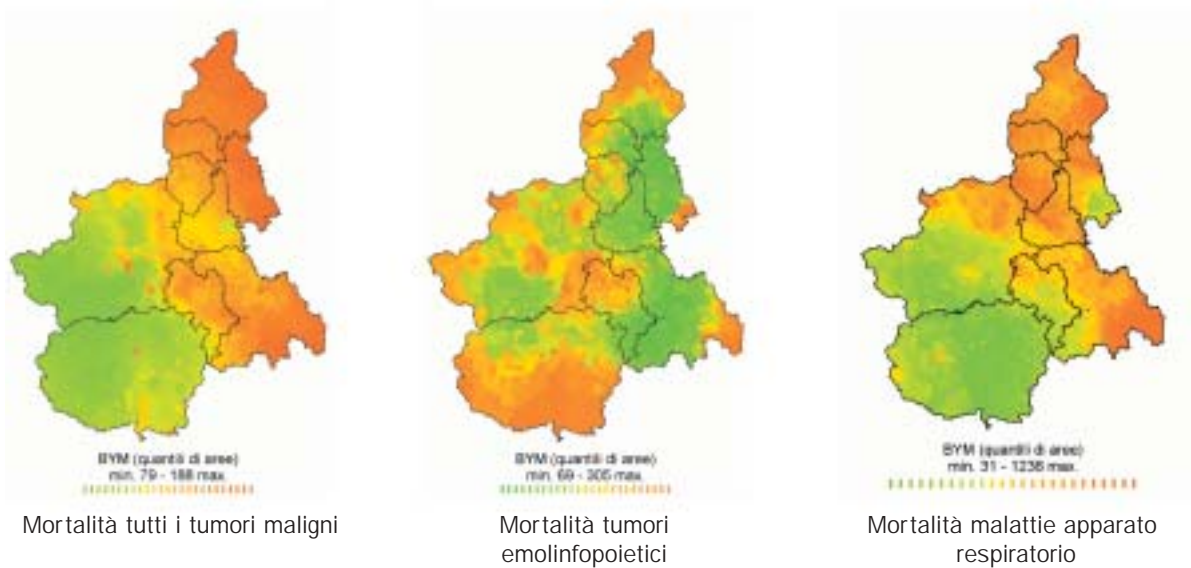 BYM (quantili di aree)
min. 79 - 188 max.
Mortalità tutti i tumori maligni
BYM (quantili di aree)
min. 69 - 305 max.
Mortalità tumori
emolinfopoietici
BYM (quantili di aree)
min. 31 - 1236 max.
Mortalità malattie apparato
respiratorio